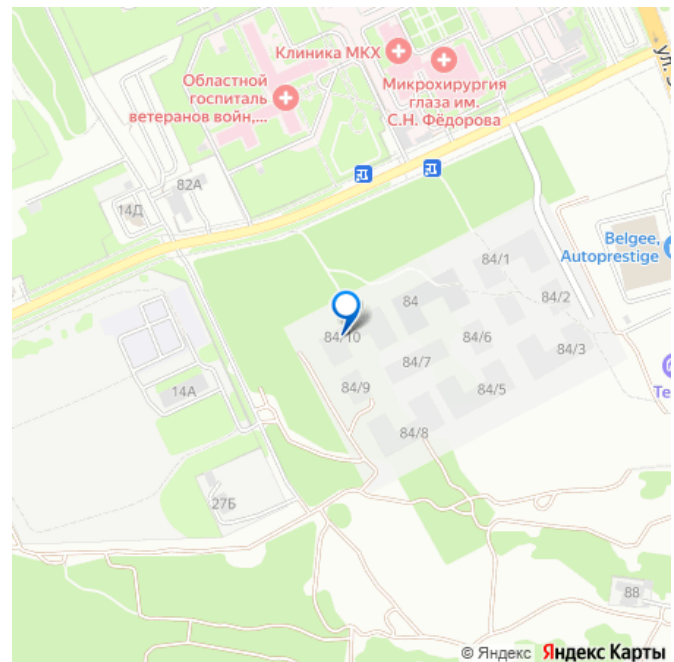 Клиника МКХ
Микрохирургия
глаза им.
С.Н. Фёдорова
Областной
госпиталь
ветеранов войн,...
82А
14Д
Belgee,
Autoprestige
84/1
84/2
84
84/10
84/6
84/3
84/7
84/9
84/5
14А
84/8
27Б
88
© Яндекс Яндекс Карты